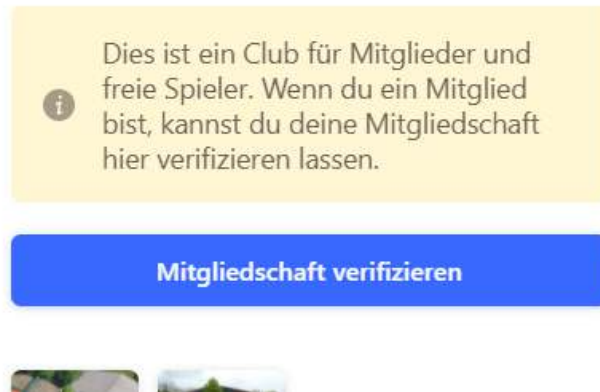 Dies ist ein Club für Mitglieder und
freie Spieler. Wenn du ein Mitglied
bist, kannst du deine Mitgliedschaft
hier verifizieren lassen.
Mitgliedschaft verifizieren